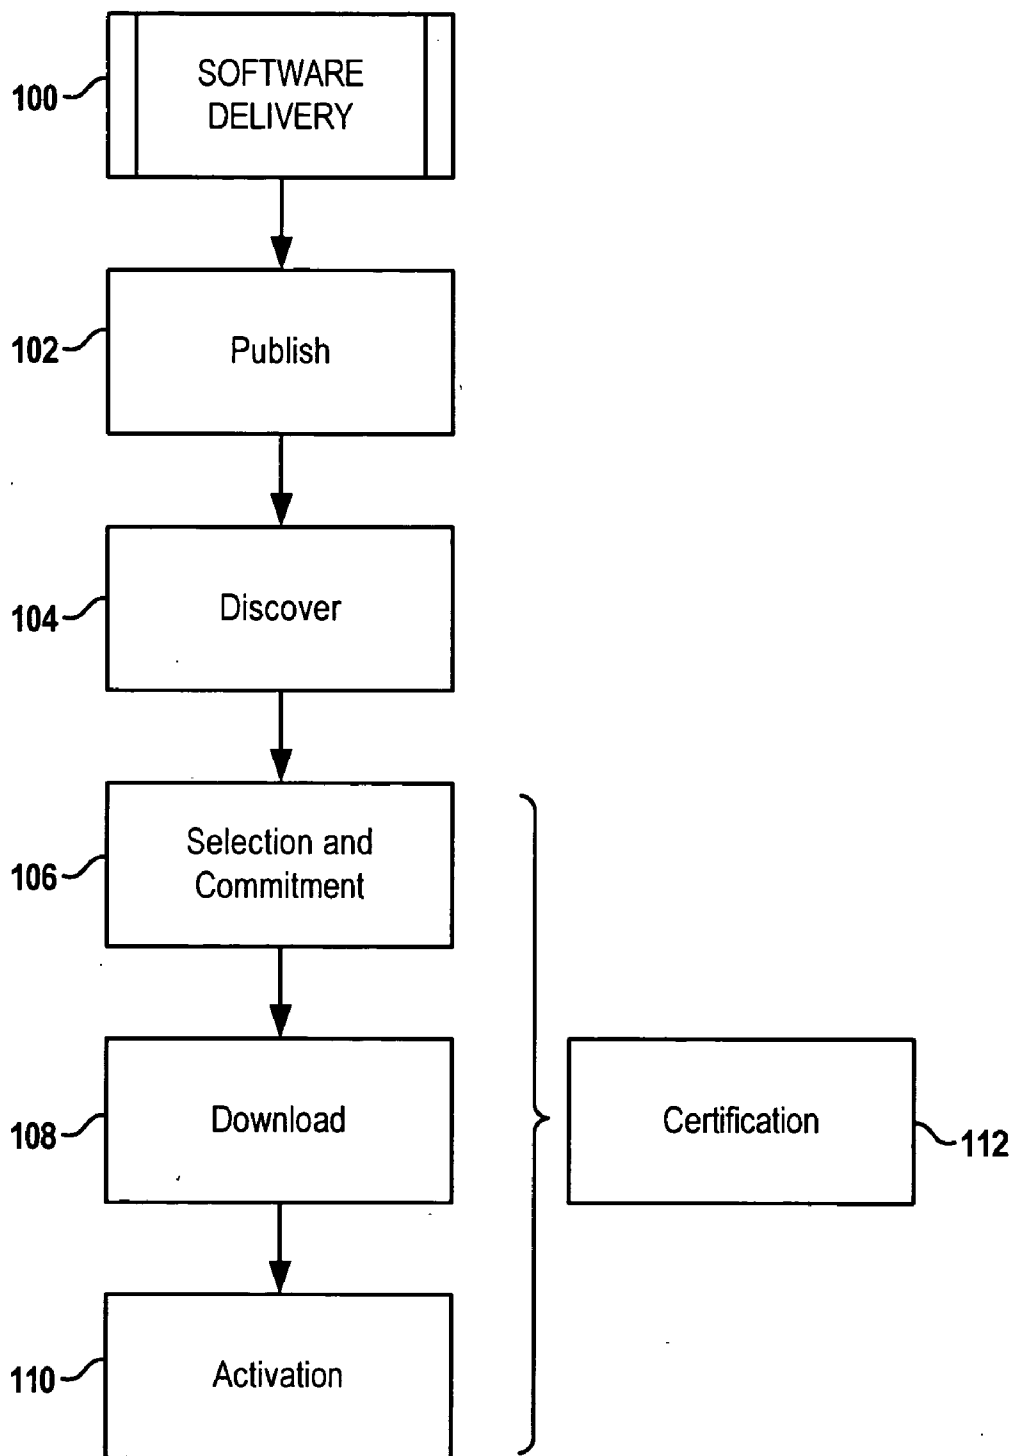 SOFTWARE
DELIVERY
100
Publish
102
Discover
104
Selection and
Commitment
106
Download
108
Certification
112
Activation
110